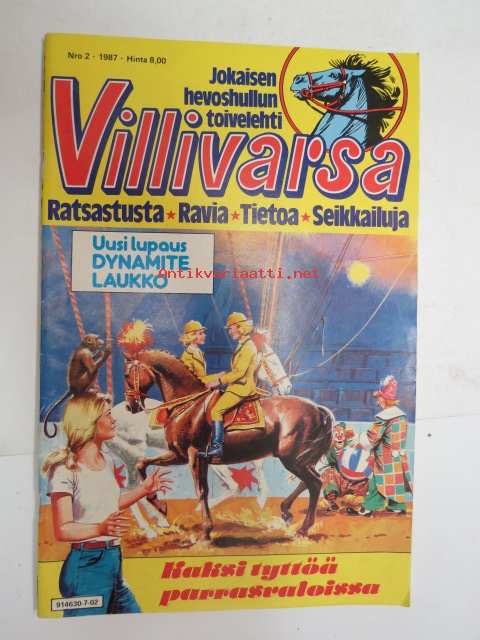 Nro 2 · 1987 · Hinta 8,00
Jokaisen
hevoshullun
toivelehti
Villivarsa
Ratsastusta ★ Ravia ★ Tietoa ★ Seikkailuja
Uusi lupaus
DYNAMITE
LAUKKO
Antikvariaatti.net
Kaksi tyttöä
parrasvaloissa
914630-7-02